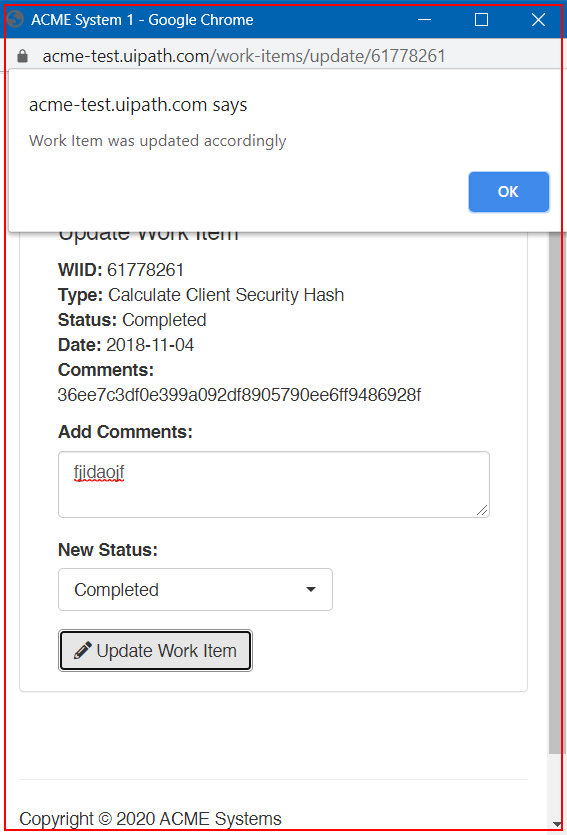 ACME System 1 - Google Chrome
acme-test.uipath.com/work-items/update/61778261
acme-test.uipath.com says
Work Item was updated accordingly
OK
Update Work Item
WIID: 61778261
Type: Calculate Client Security Hash
Status: Completed
Date: 2018-11-04
Comments:
36ee7c3df0e399a092df8905790ee6ff9486928f
Add Comments:
fjidaojf
New Status:
Completed
Update Work Item
Copyright © 2020 ACME Systems